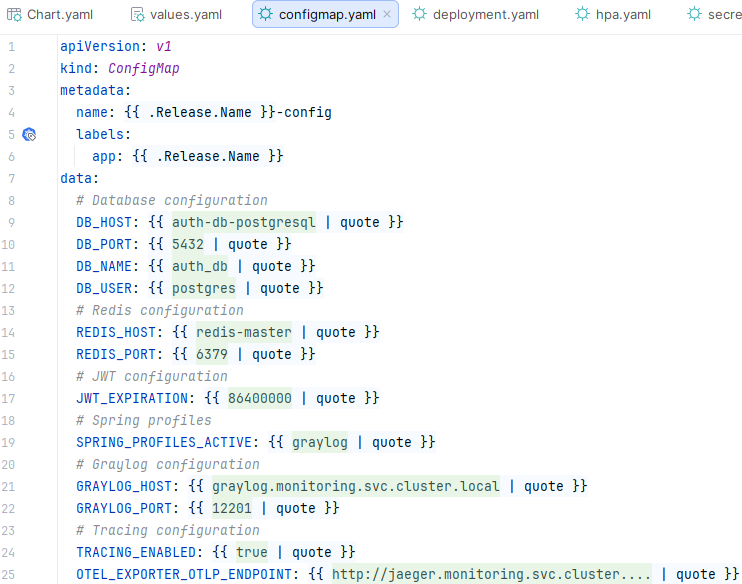 Chart.yaml values.yaml configmap.yaml deployment.yaml hpa.yaml secre
1 apiVersion: v1
2 kind: ConfigMap
3 metadata:
4   name: {{ .Release.Name }}-config
5   labels:
6     app: {{ .Release.Name }}
7 data:
8   # Database configuration
9   DB_HOST: {{ auth-db-postgresql | quote }}
10   DB_PORT: {{ 5432 | quote }}
11   DB_NAME: {{ auth_db | quote }}
12   DB_USER: {{ postgres | quote }}
13   # Redis configuration
14   REDIS_HOST: {{ redis-master | quote }}
15   REDIS_PORT: {{ 6379 | quote }}
16   # JWT configuration
17   JWT_EXPIRATION: {{ 86400000 | quote }}
18   # Spring profiles
19   SPRING_PROFILES_ACTIVE: {{ graylog | quote }}
20   # Graylog configuration
21   GRAYLOG_HOST: {{ graylog.monitoring.svc.cluster.local | quote }}
22   GRAYLOG_PORT: {{ 12201 | quote }}
23   # Tracing configuration
24   TRACING_ENABLED: {{ true | quote }}
25   OTEL_EXPORTER_OTLP_ENDPOINT: {{ http://jaeger.monitoring.svc.cluster.... | quote }}